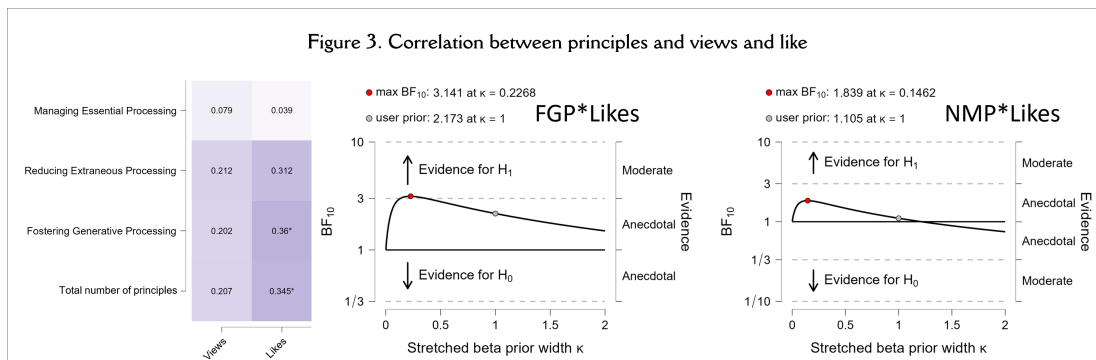 Figure 3. Correlation between principles and views and like
Managing Essential Processing
0.079
0.039
Reducing Extraneous Processing
0.212
0.312
Fostering Generative Processing
0.202
0.36*
Total number of principles
0.207
0.345*
Views
Likes
max BF10: 3.141 at κ = 0.2268
user prior: 2.173 at κ = 1
FGP*Likes
10
3
1
1/3
BF10
Evidence for H1
Evidence for H0
Moderate
Anecdotal
Anecdotal
Evidence
0
0.5
1
1.5
2
Stretched beta prior width κ
max BF10: 1.839 at κ = 0.1462
user prior: 1.105 at κ = 1
NMP*Likes
10
3
1
1/3
1/10
BF10
Evidence for H1
Evidence for H0
Moderate
Anecdotal
Anecdotal
Moderate
Evidence
0
0.5
1
1.5
2
Stretched beta prior width κ